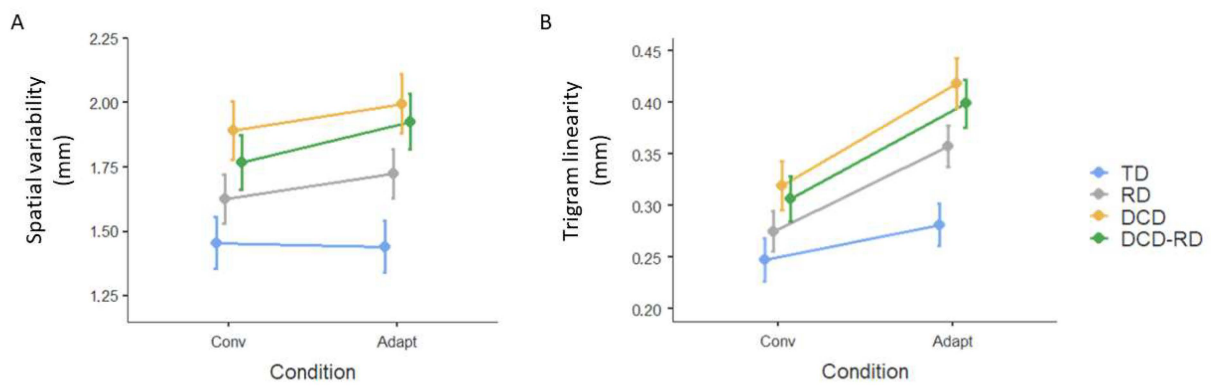 A
Spatial variability
(mm)
2.25
2.00
1.75
1.50
1.25
Conv
Adapt
Condition
B
Trigram linearity
(mm)
0.45
0.40
0.35
0.30
0.25
0.20
Conv
Adapt
Condition
TD
RD
DCD
DCD-RD